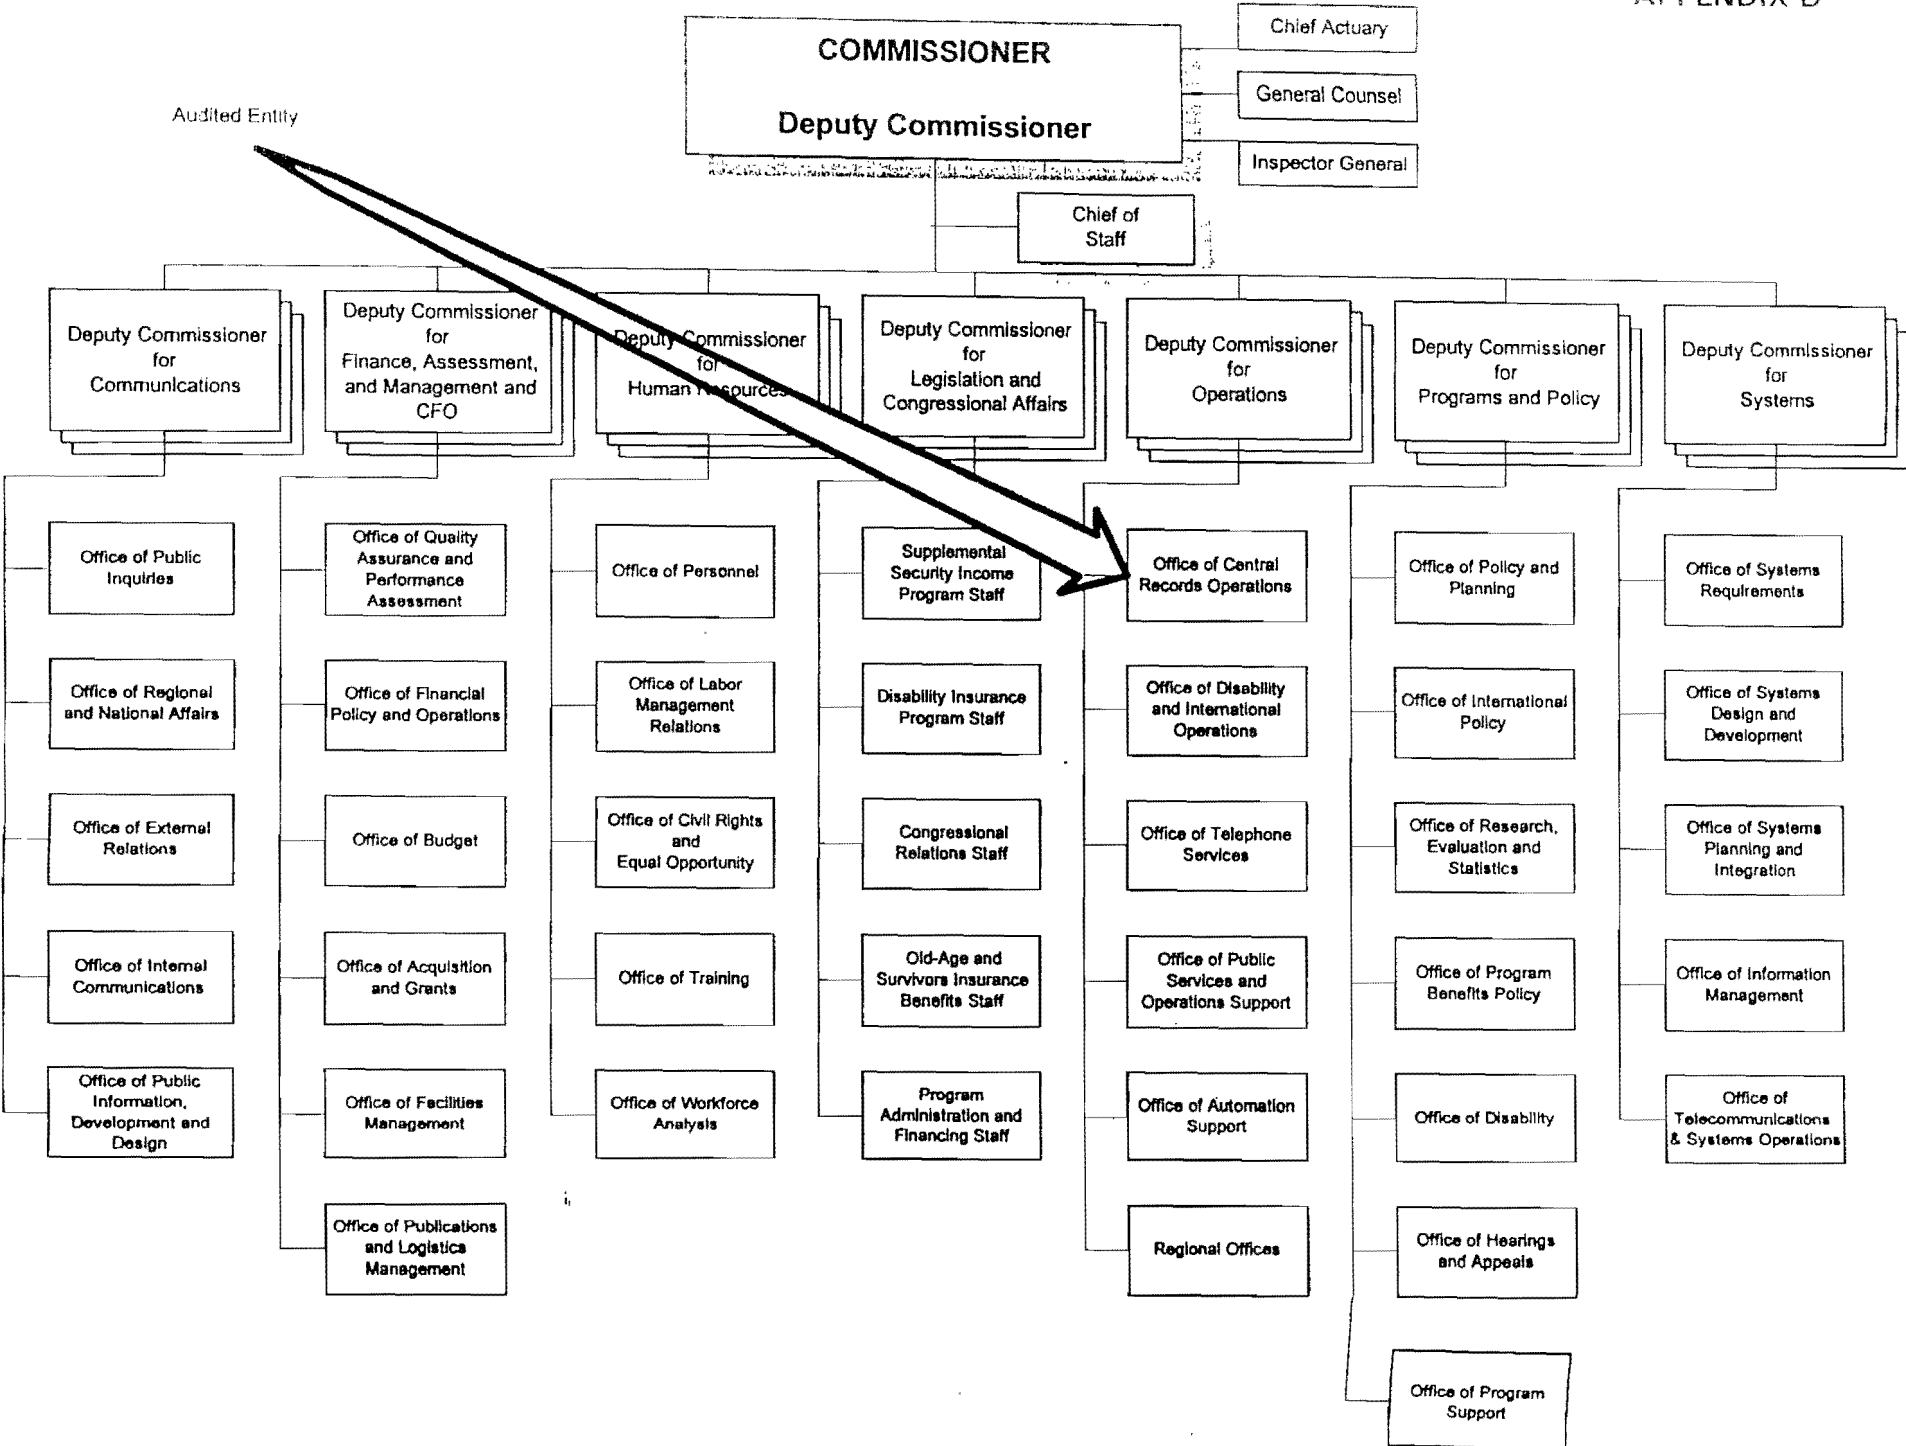 APPENDIX D
COMMISSIONER
Deputy Commissioner
Chief Actuary
General Counsel
Inspector General
Audited Entity
Chief of
Staff
Deputy Commissioner
for
Communications
Deputy Commissioner
for
Finance, Assessment,
and Management and
CFO
Deputy Commissioner
for
Human Resources
Deputy Commissioner
for
Legislation and
Congressional Affairs
Deputy Commissioner
for
Operations
Deputy Commissioner
for
Programs and Policy
Deputy Commissioner
for
Systems
Office of Public
Inquiries
Office of Regional
and National Affairs
Office of External
Relations
Office of Internal
Communications
Office of Public
Information,
Development and
Design
Office of Quality
Assurance and
Performance
Assessment
Office of Financial
Policy and Operations
Office of Budget
Office of Acquisition
and Grants
Office of Facilities
Management
Office of Publications
and Logistics
Management
Office of Personnel
Office of Labor
Management
Relations
Office of Civil Rights
and
Equal Opportunity
Office of Training
Office of Workforce
Analysis
Supplemental
Security Income
Program Staff
Disability Insurance
Program Staff
Congressional
Relations Staff
Old-Age and
Survivors Insurance
Benefits Staff
Program
Administration and
Financing Staff
Office of Central
Records Operations
Office of Disability
and International
Operations
Office of Telephone
Services
Office of Public
Services and
Operations Support
Office of Automation
Support
Regional Offices
Office of Policy and
Planning
Office of International
Policy
Office of Research,
Evaluation and
Statistics
Office of Program
Benefits Policy
Office of Disability
Office of Hearings
and Appeals
Office of Program
Support
Office of Systems
Requirements
Office of Systems
Design and
Development
Office of Systems
Planning and
Integration
Office of Information
Management
Office of
Telecommunications
& Systems Operations